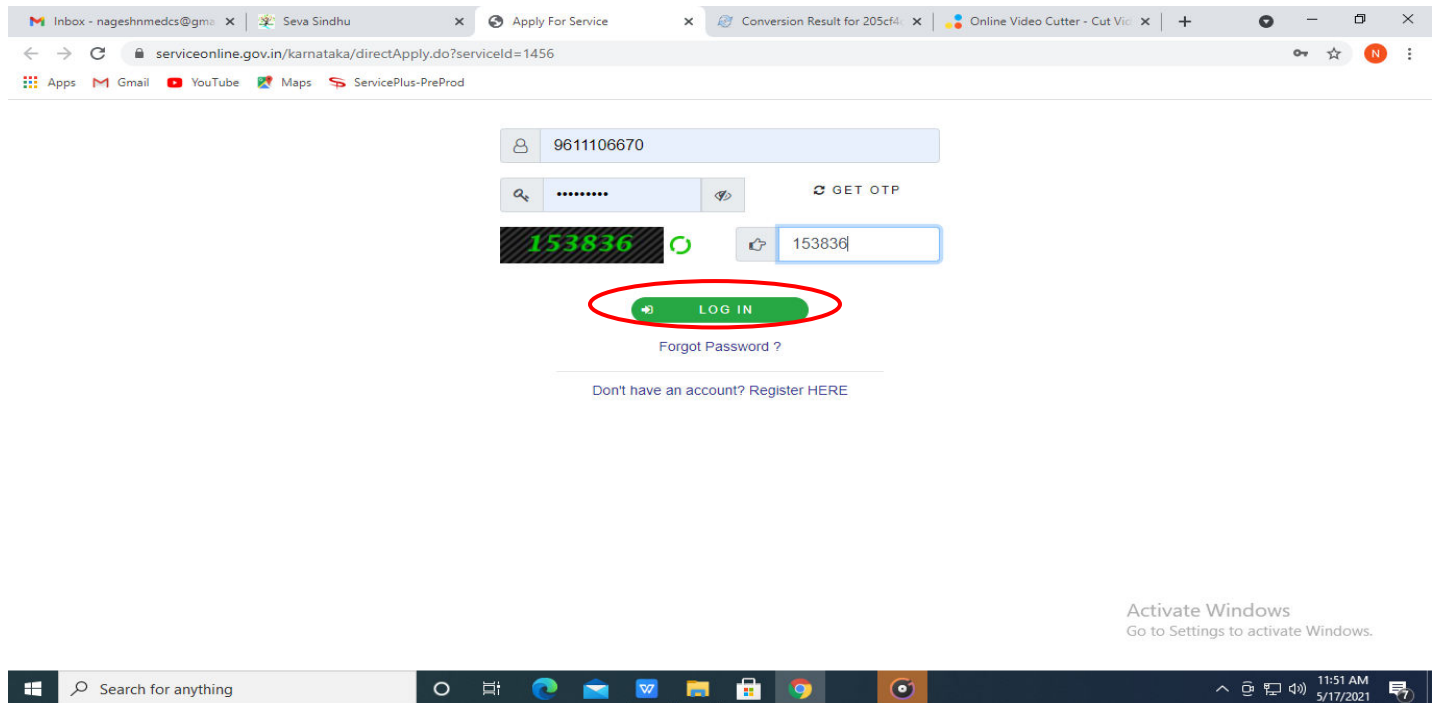 Inbox - nageshnmedcs@gma
Seva Sindhu
Apply For Service
Conversion Result for 205cf4
Online Video Cutter - Cut Vid
serviceonline.gov.in/karnataka/directApply.do?serviceId=1456
N
Apps
Gmail
YouTube
Maps
ServicePlus-PreProd
9611106670
•••••••••
GET OTP
153836
153836
LOG IN
Forgot Password ?
Don't have an account? Register HERE
Activate Windows
Go to Settings to activate Windows.
Search for anything
11:51 AM
5/17/2021
7